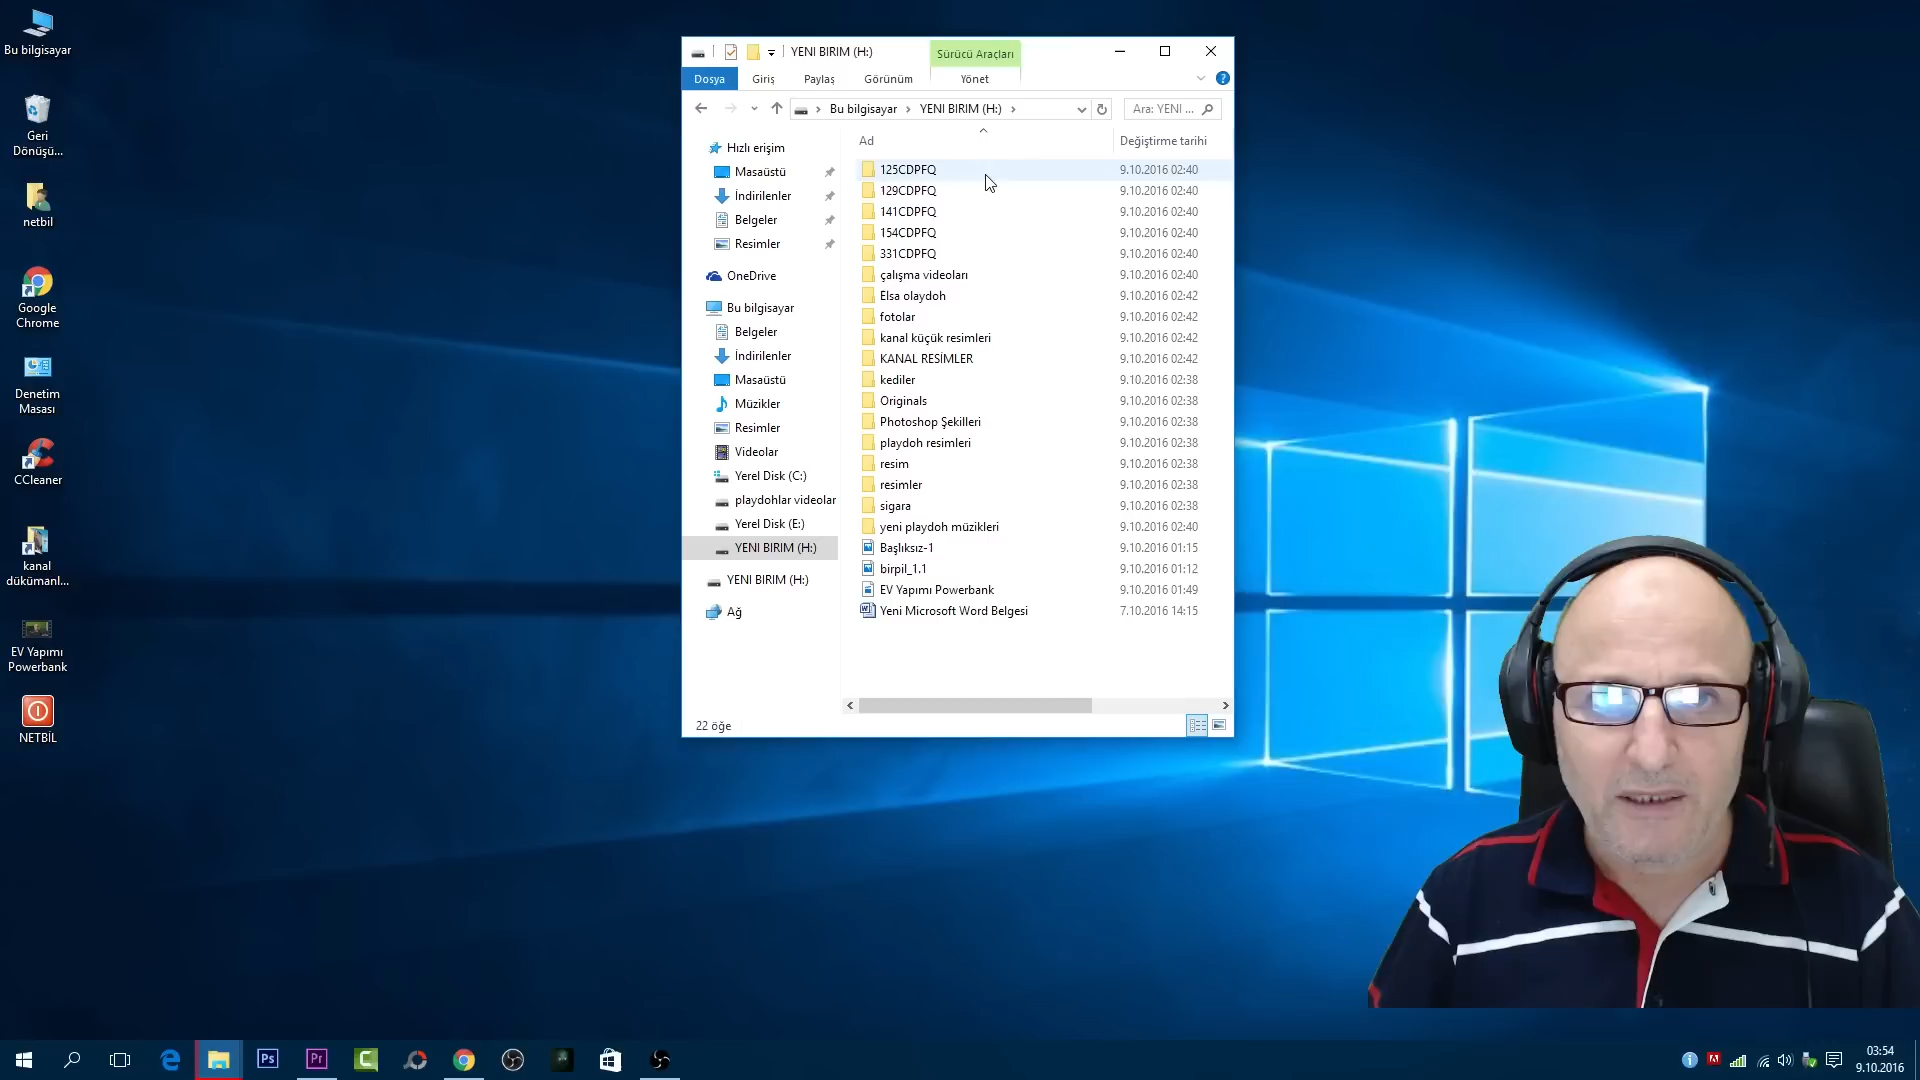 Bu bilgisayar
Geri
Dönüşü...
netbil
Google
Chrome
Denetim
Masası
CCleaner
kanal
dükümanl...
EV Yapımı
Powerbank
NETBİL
YENI BIRIM (H:)
Sürücü Araçları
Dosya
Giriş
Paylaş
Görünüm
Yönet
Bu bilgisayar
YENI BIRIM (H:)
Ara: YENI ...
Hızlı erişim
Masaüstü
İndirilenler
Belgeler
Resimler
OneDrive
Bu bilgisayar
Belgeler
İndirilenler
Masaüstü
Müzikler
Resimler
Videolar
Yerel Disk (C:)
playdohlar videolar
Yerel Disk (E:)
YENI BIRIM (H:)
YENI BIRIM (H:)
Ağ
Ad Değiştirme tarihi
125CDPFQ 9.10.2016 02:40
129CDPFQ 9.10.2016 02:40
141CDPFQ 9.10.2016 02:40
154CDPFQ 9.10.2016 02:40
331CDPFQ 9.10.2016 02:40
çalışma videoları 9.10.2016 02:40
Elsa olaydoh 9.10.2016 02:42
fotolar 9.10.2016 02:42
kanal küçük resimleri 9.10.2016 02:42
KANAL RESİMLER 9.10.2016 02:42
kediler 9.10.2016 02:38
Originals 9.10.2016 02:38
Photoshop Şekilleri 9.10.2016 02:38
playdoh resimleri 9.10.2016 02:38
resim 9.10.2016 02:38
resimler 9.10.2016 02:38
sigara 9.10.2016 02:38
yeni playdoh müzikleri 9.10.2016 02:40
Başlıksız-1 9.10.2016 01:15
birpil_1.1 9.10.2016 01:12
EV Yapımı Powerbank 9.10.2016 01:49
Yeni Microsoft Word Belgesi 7.10.2016 14:15
22 öğe
Ps
Pr
03:54
9.10.2016